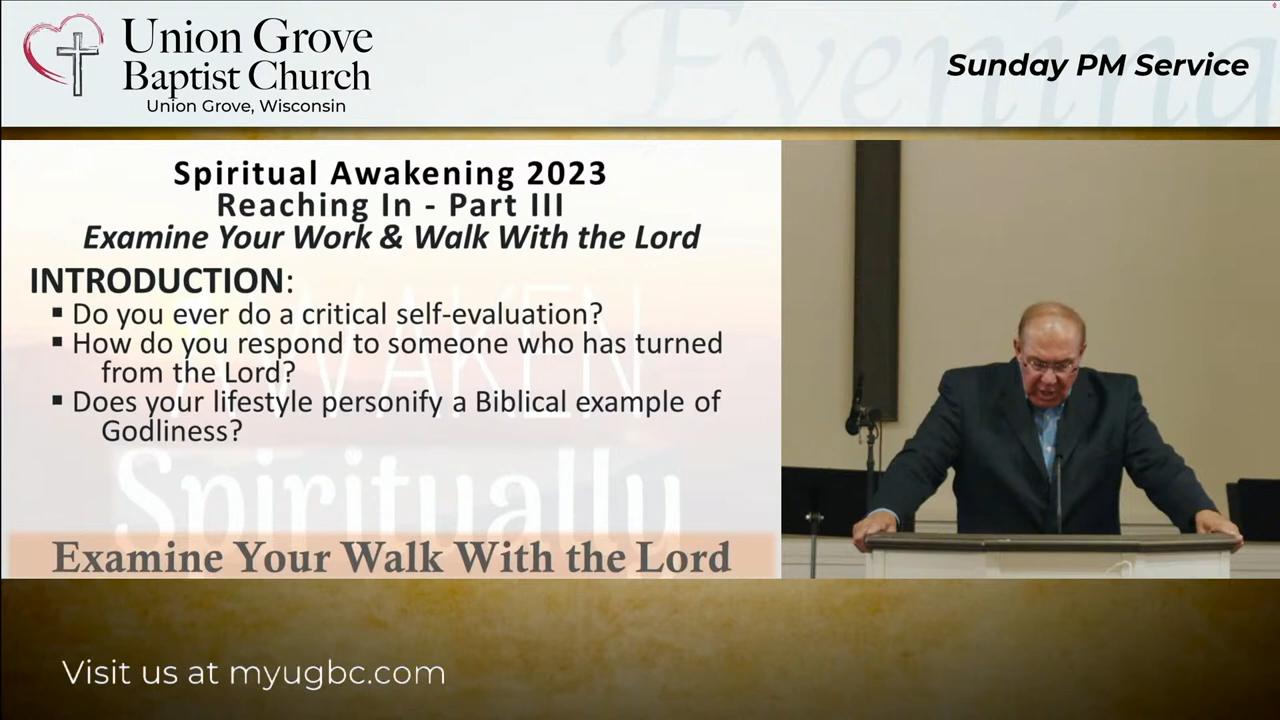 Union Grove
Baptist Church
Union Grove, Wisconsin
Evening
Sunday PM Service
Spiritual Awakening 2023
Reaching In - Part III
Examine Your Work & Walk With the Lord
INTRODUCTION:
▪ Do you ever do a critical self-evaluation?
▪ How do you respond to someone who has turned
from the Lord?
▪ Does your lifestyle personify a Biblical example of
Godliness?
AWAKEN
Spiritually
Examine Your Walk With the Lord
Visit us at myugbc.com